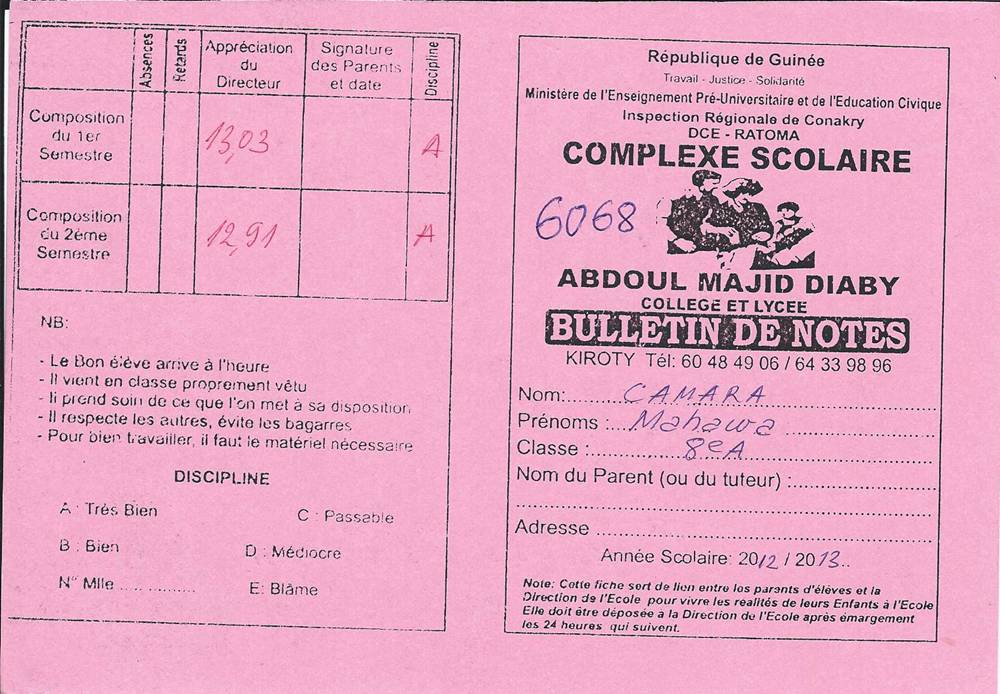 Absences
Retards
Appréciation du Directeur
Signature des Parents et date
Discipline
Composition du 1er Semestre
13,03
A
Composition du 2ème Semestre
12,91
A
NB:
- Le Bon élève arrive à l'heure
- Il vient en classe proprement vêtu
- Il prend soin de ce que l'on met à sa disposition
- Il respecte les autres, évite les bagarres
- Pour bien travailler, il faut le matériel nécessaire
DISCIPLINE
A : Trés Bien
C : Passable
B : Bien
D : Médiocre
N° Mlle ..................
E: Blâme
République de Guinée
Travail - Justice - Solidarité
Ministère de l'Enseignement Pré-Universitaire et de l'Education Civique
Inspection Régionale de Conakry
DCE - RATOMA
COMPLEXE SCOLAIRE
6068
ABDOUL MAJID DIABY
COLLEGE ET LYCEE
BULLETIN DE NOTES
KIROTY Tél: 60 48 49 06 / 64 33 98 96
Nom: CAMARA
Prénoms : Mahawa
Classe : 8e A
Nom du Parent (ou du tuteur) :
Adresse
Année Scolaire: 2012 / 2013
Note: Cette fiche sert de lien entre les parents d'élèves et la
Direction de l'Ecole pour vivre les réalités de leurs Enfants à l'Ecole
Elle doit être déposée à la Direction de l'Ecole après émargement
les 24 heures qui suivent.